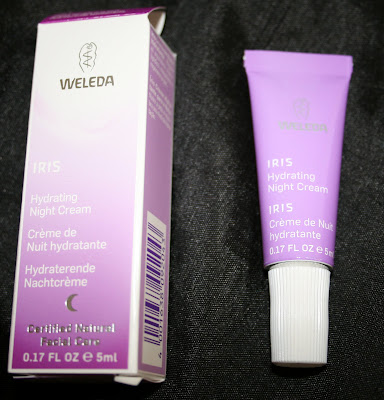 WELEDA
IRIS
Hydrating
Night Cream
Crème de
Nuit hydratante
Hydraterende
Nachtcrème
Certified Natural
Facial Care
0.17 FL OZ e 5ml
WELEDA
IRIS
Hydrating
Night Cream
IRIS
Crème de Nuit
hydratante
0.17 FL OZ e 5ml